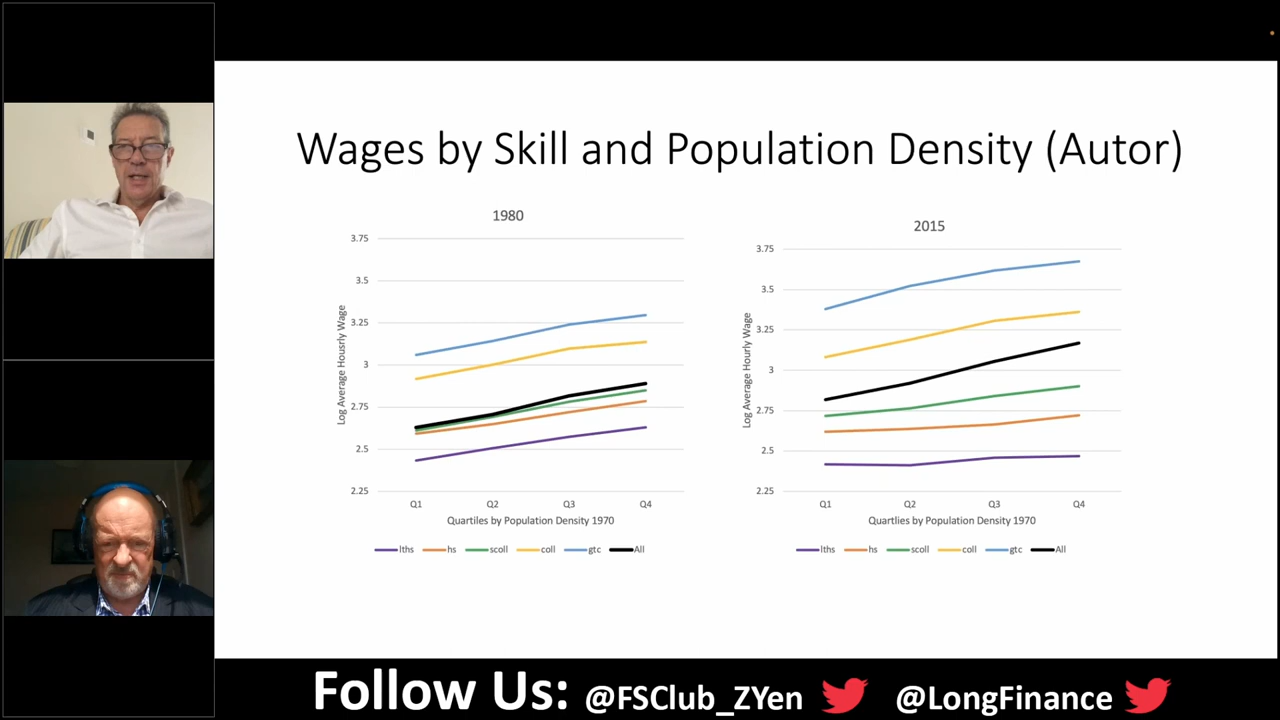 Wages by Skill and Population Density (Autor)
1980
3.75
3.5
3.25
3
2.75
2.5
2.25
Log Average Housrly Wage
Q1 Q2 Q3 Q4
Quartiles by Population Density 1970
lths hs scoll coll gtc All
2015
3.75
3.5
3.25
3
2.75
2.5
2.25
Log Average Hourly Wage
Q1 Q2 Q3 Q4
Quartlies by Population Density 1970
lths hs scoll coll gtc All
Follow Us: @FSClub_ZYen @LongFinance